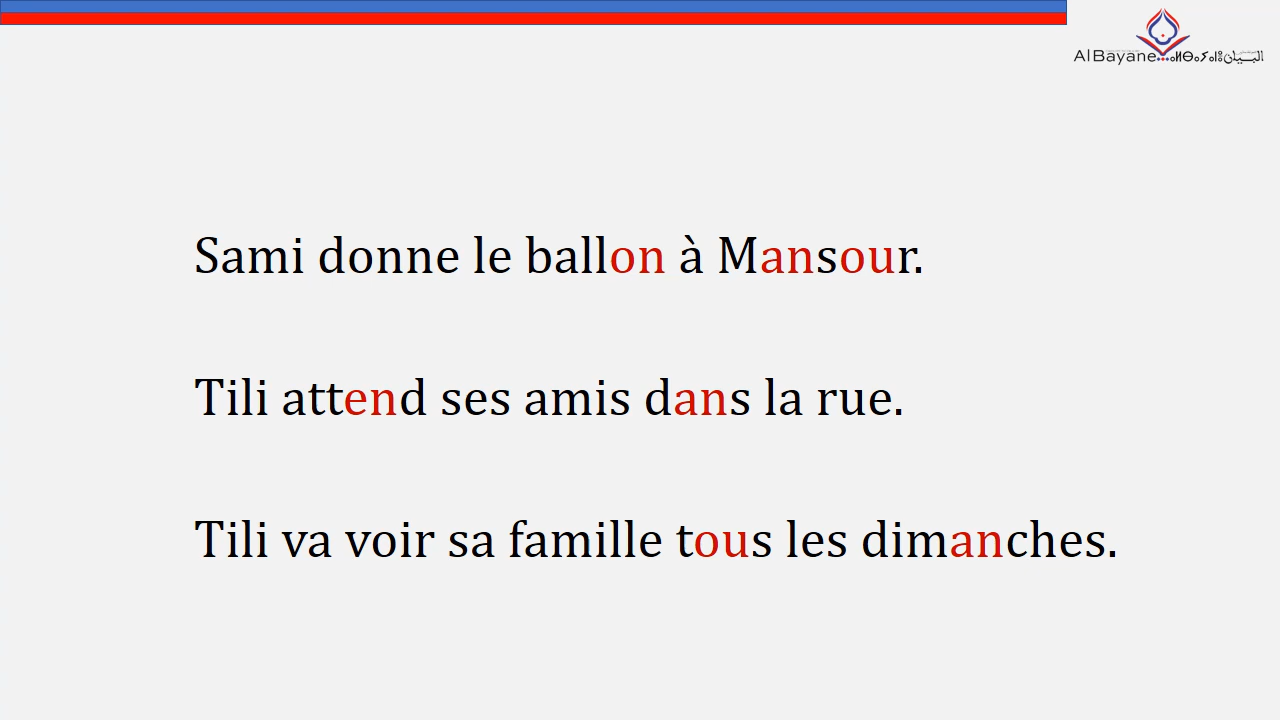 AlBayane
Sami donne le ballon à Mansour.
Tili attend ses amis dans la rue.
Tili va voir sa famille tous les dimanches.